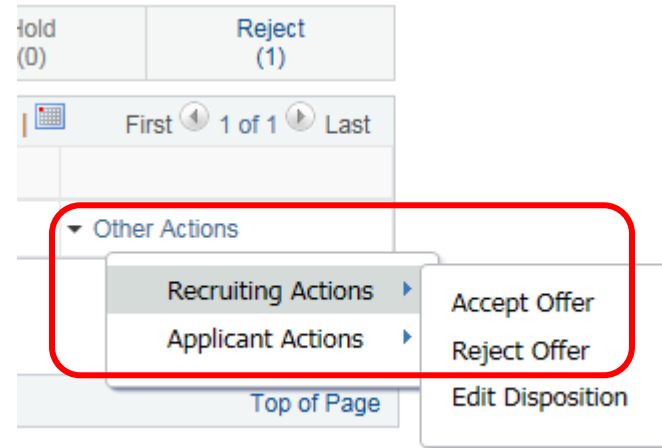 Reject
(0)
(1)
First 1 of 1 Last
Other Actions
Recruiting Actions
Accept Offer
Applicant Actions
Reject Offer
Edit Disposition
Top of Page